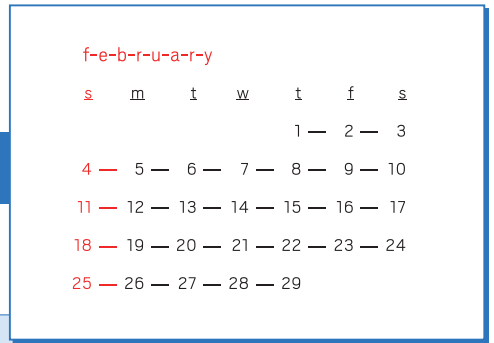 f-e-b-r-u-a-r-y
s m t w t f s
1 — 2 — 3
4 — 5 — 6 — 7 — 8 — 9 — 10
11 — 12 — 13 — 14 — 15 — 16 — 17
18 — 19 — 20 — 21 — 22 — 23 — 24
25 — 26 — 27 — 28 — 29